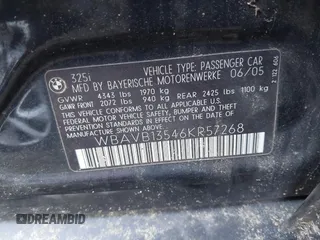 325i VEHICLE TYPE: PASSENGER CAR
MFD BY BAYERISCHE MOTORENWERKE 06/05
GVWR 4343 lbs 1970 kg
GAWR FRONT 2072 lbs 940 kg REAR 2425 lbs 1100 kg
THIS VEHICLE CONFORMS TO ALL APPLICABLE
FEDERAL MOTOR VEHICLE SAFETY, BUMPER AND
THEFT PREVENTION STANDARDS IN EFFECT ON
THE DATE OF MANUFACTURE SHOWN ABOVE.
WBAVB13546KR57268
DREAMBID